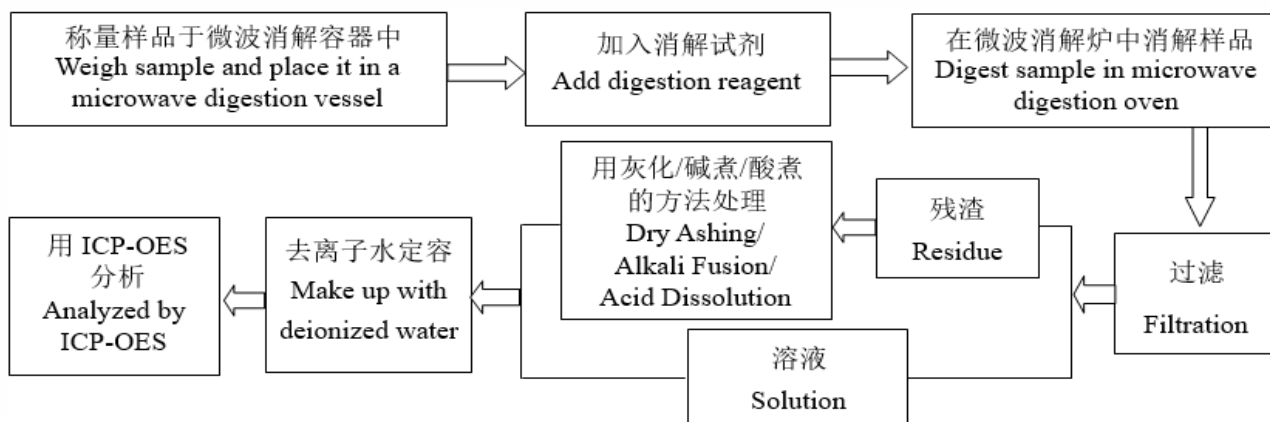 称量样品于微波消解容器中
Weigh sample and place it in a
microwave digestion vessel
加入消解试剂
Add digestion reagent
在微波消解炉中消解样品
Digest sample in microwave
digestion oven
过滤
Filtration
残渣
Residue
用灰化/碱煮/酸煮
的方法处理
Dry Ashing/
Alkali Fusion/
Acid Dissolution
溶液
Solution
去离子水定容
Make up with
deionized water
用 ICP-OES
分析
Analyzed by
ICP-OES